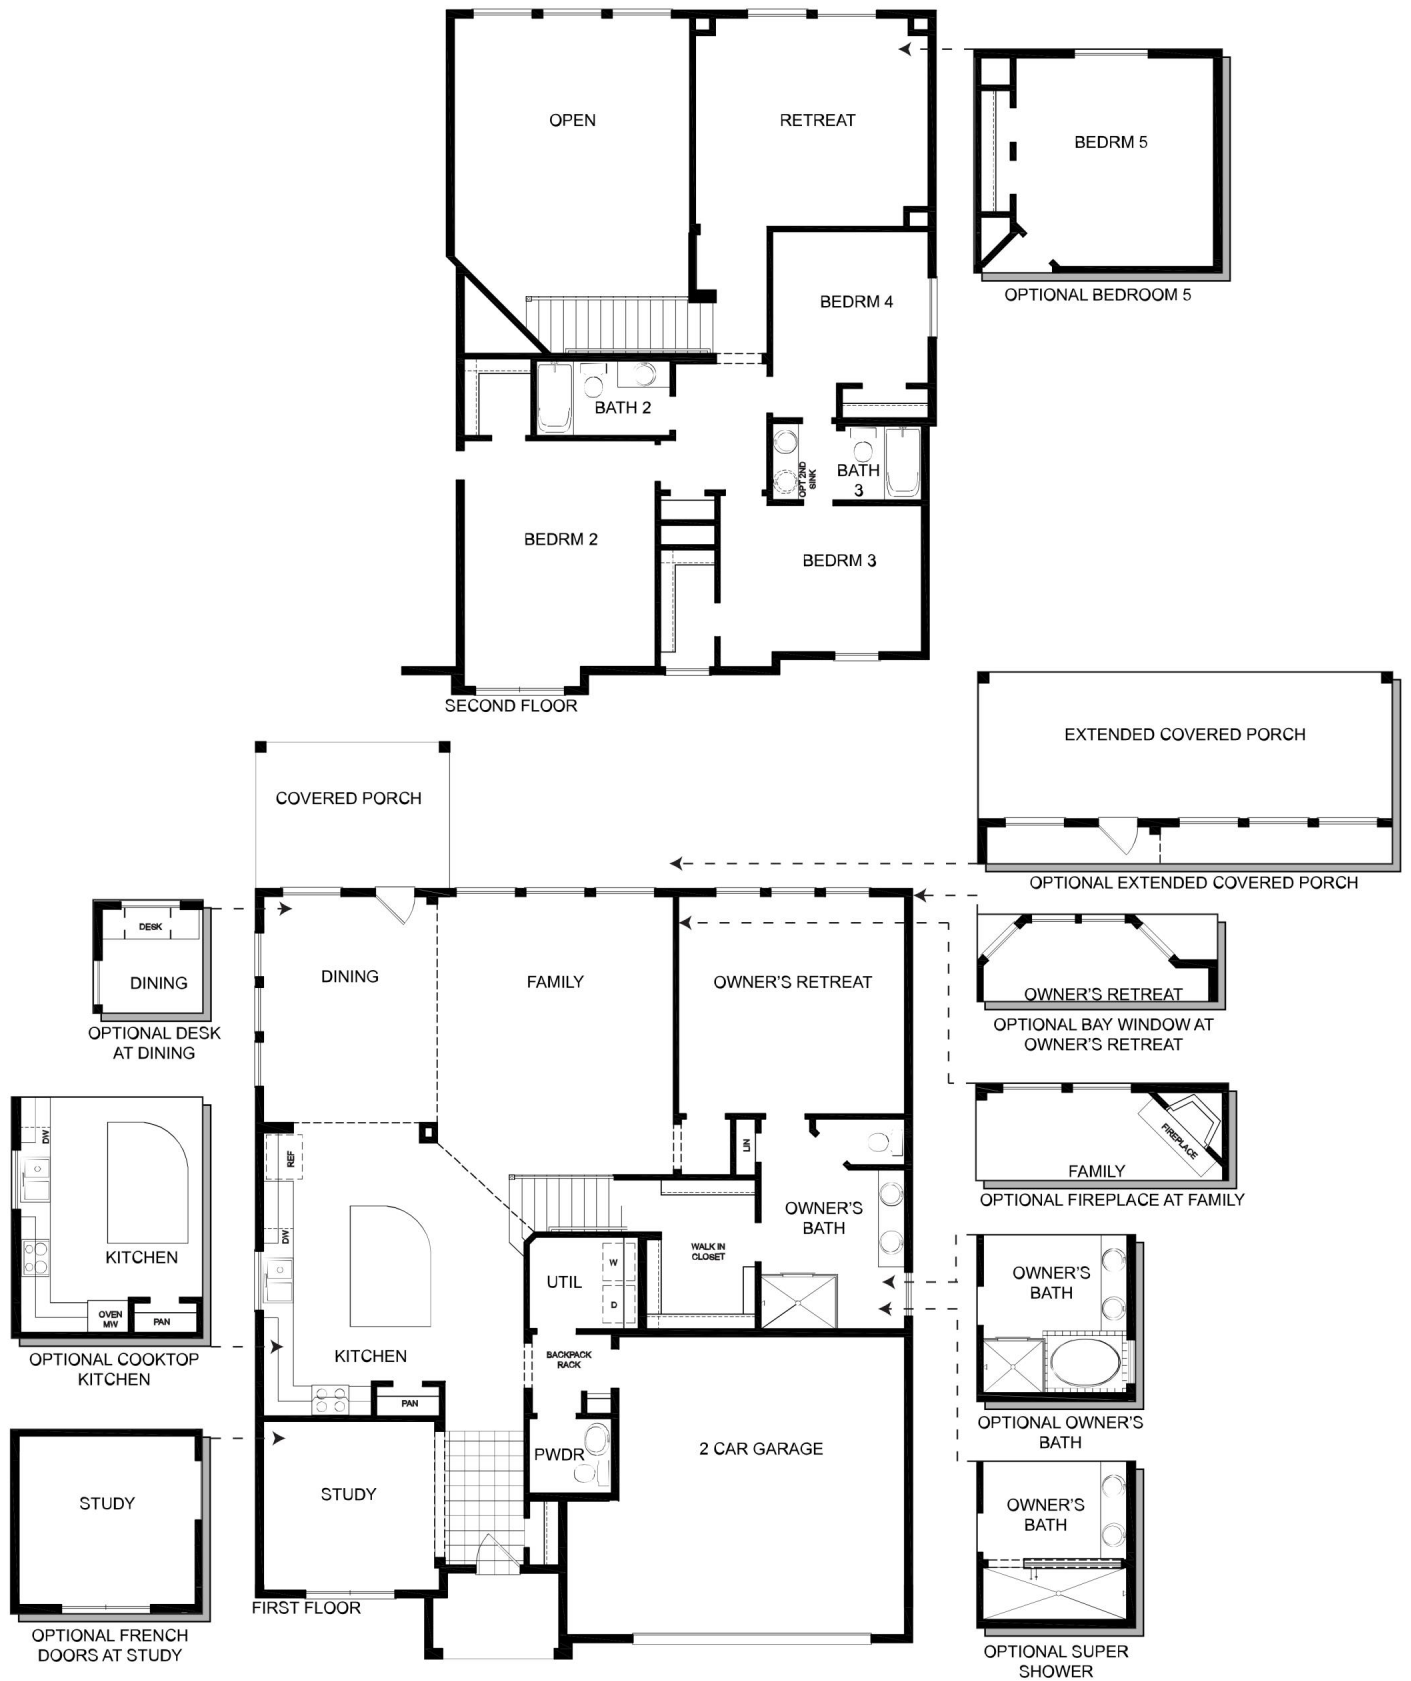 OPEN
RETREAT
BEDRM 5
OPTIONAL BEDROOM 5
BEDRM 4
BATH 2
BATH
3
OPT 2ND
SINK
BEDRM 2
BEDRM 3
SECOND FLOOR
EXTENDED COVERED PORCH
OPTIONAL EXTENDED COVERED PORCH
COVERED PORCH
DESK
DINING
OPTIONAL DESK
AT DINING
DINING
FAMILY
OWNER'S RETREAT
OWNER'S RETREAT
OPTIONAL BAY WINDOW AT
OWNER'S RETREAT
FIREPLACE
FAMILY
OPTIONAL FIREPLACE AT FAMILY
DW
KITCHEN
OVEN
MW
PAN
OPTIONAL COOKTOP
KITCHEN
REF
DW
KITCHEN
PAN
LIN
OWNER'S
BATH
WALK IN
CLOSET
UTIL
W
D
BACKPACK
RACK
PWDR
2 CAR GARAGE
STUDY
FIRST FLOOR
OWNER'S
BATH
OPTIONAL OWNER'S
BATH
STUDY
OPTIONAL FRENCH
DOORS AT STUDY
OWNER'S
BATH
OPTIONAL SUPER
SHOWER